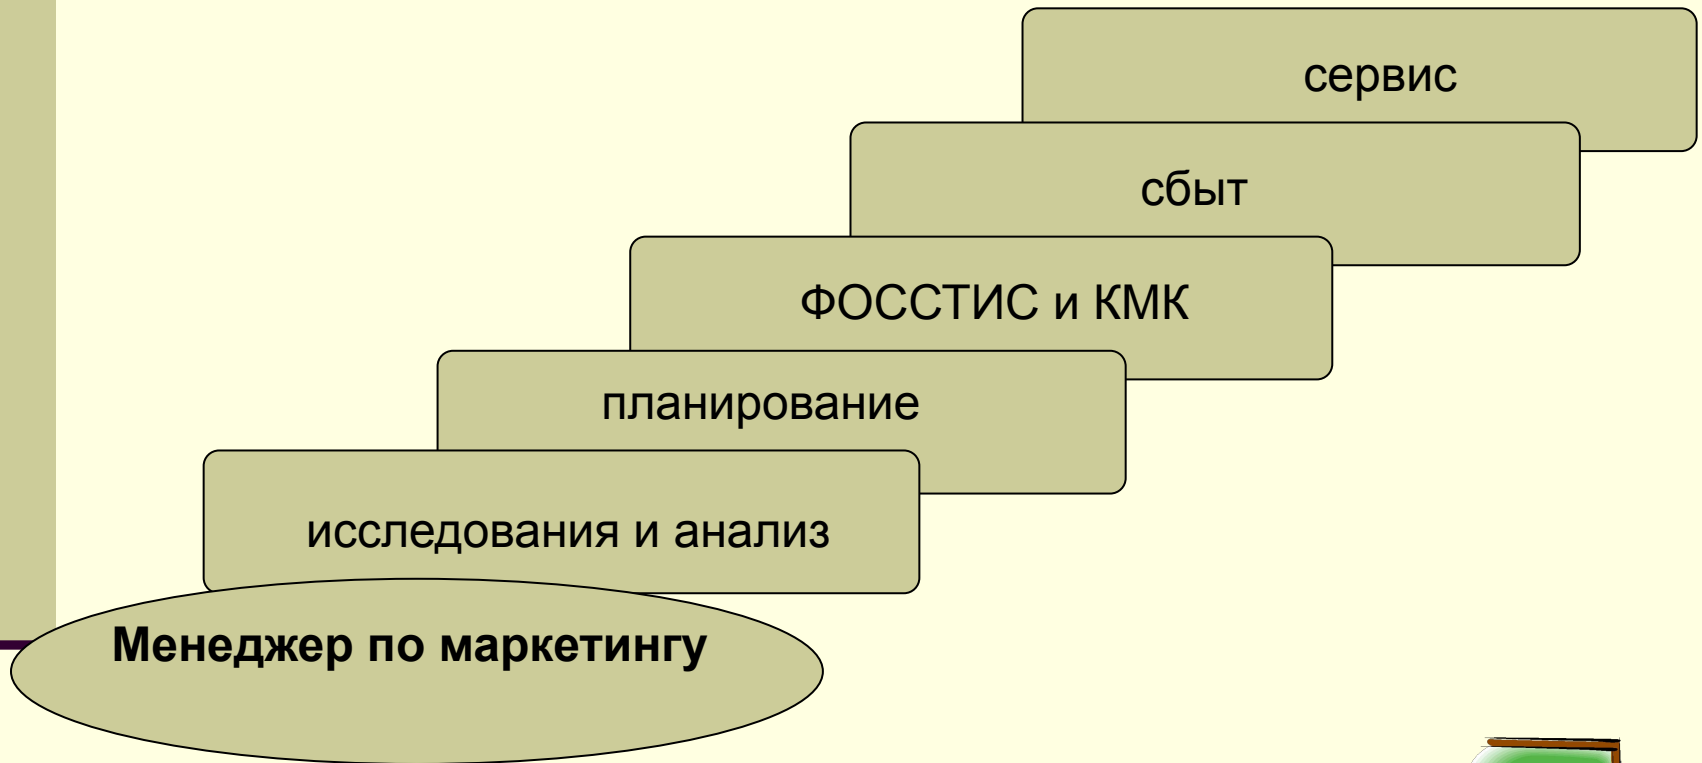 сервис
сбыт
ФОССТИС и КМК
планирование
исследования и анализ
Менеджер по маркетингу